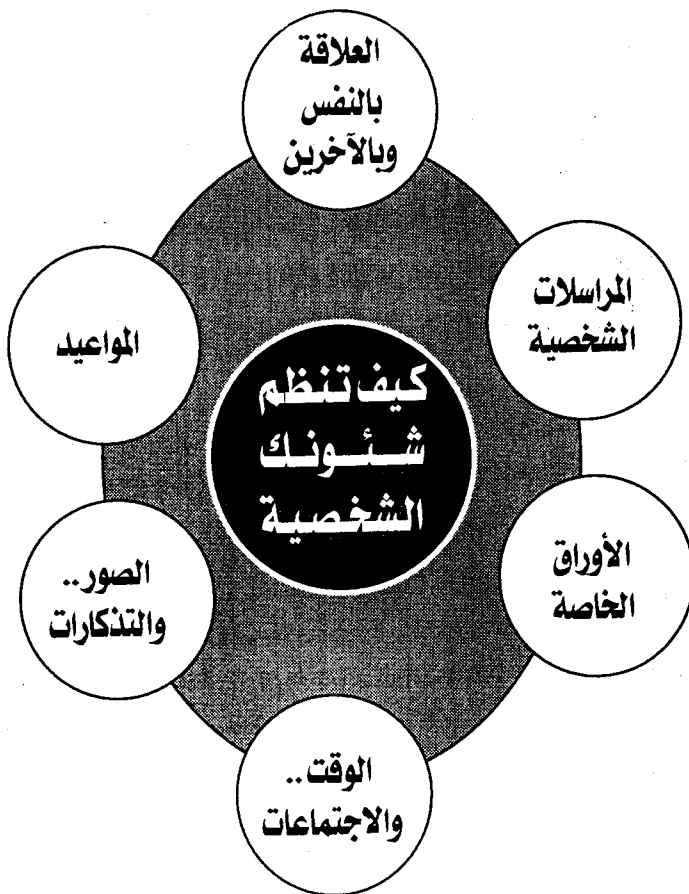 العلاقة
بالنفس
وبالآخرين
المراسلات
الشخصية
المواعيد
كيف تنظم
شئونك
الشخصية
الأوراق
الخاصة
الصور..
والتذكارات
الوقت..
والاجتماعات